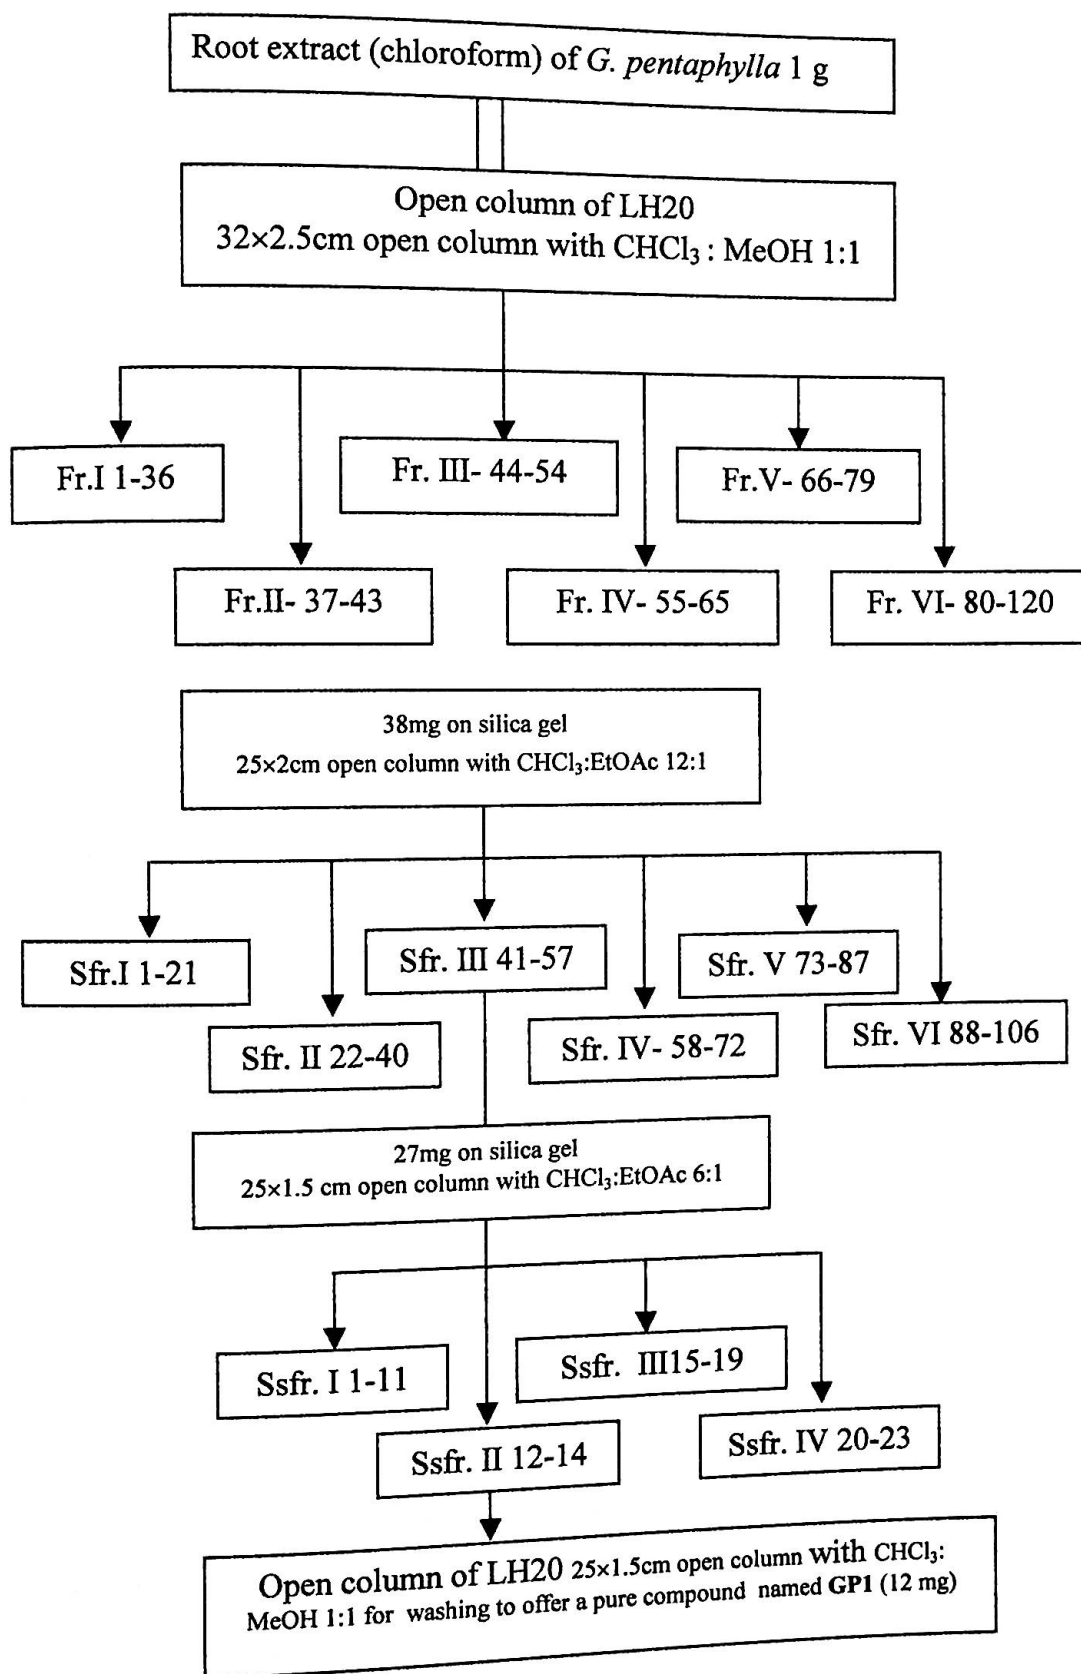 Root extract (chloroform) of G. pentaphylla 1 g
Open column of LH20
32×2.5cm open column with CHCl₃ : MeOH 1:1
Fr.I 1-36
Fr. III- 44-54
Fr.V- 66-79
Fr.II- 37-43
Fr. IV- 55-65
Fr. VI- 80-120
38mg on silica gel
25×2cm open column with CHCl₃:EtOAc 12:1
Sfr.I 1-21
Sfr. III 41-57
Sfr. V 73-87
Sfr. II 22-40
Sfr. IV- 58-72
Sfr. VI 88-106
27mg on silica gel
25×1.5 cm open column with CHCl₃:EtOAc 6:1
Ssfr. I 1-11
Ssfr. III15-19
Ssfr. II 12-14
Ssfr. IV 20-23
Open column of LH20 25×1.5cm open column with CHCl₃:
MeOH 1:1 for washing to offer a pure compound named GP1 (12 mg)